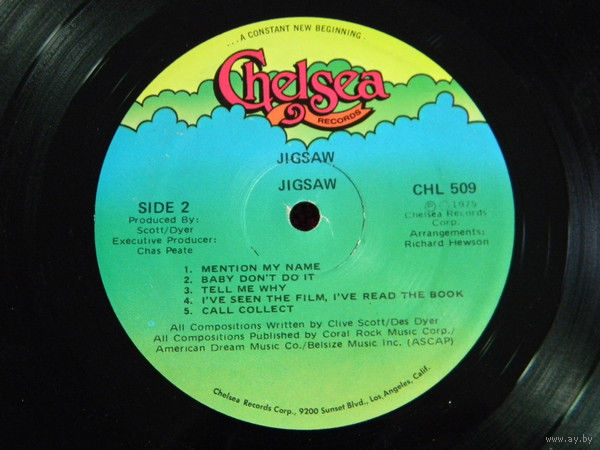 ...A CONSTANT NEW BEGINNING
Chelsea
RECORDS
JIGSAW
JIGSAW
SIDE 2
Produced By:
Scott/Dyer
Executive Producer:
Chas Peate
CHL 509
Ⓟ Ⓒ 1975
Chelsea Records
Corp.
Arrangements:
Richard Hewson
1. MENTION MY NAME
2. BABY DON'T DO IT
3. TELL ME WHY
4. I'VE SEEN THE FILM, I'VE READ THE BOOK
5. CALL COLLECT
All Compositions Written by Clive Scott/Des Dyer
All Compositions Published by Coral Rock Music Corp./
American Dream Music Co./Belsize Music Inc. (ASCAP)
Chelsea Records Corp., 9200 Sunset Blvd., Los Angeles, Calif.
www.ay.by